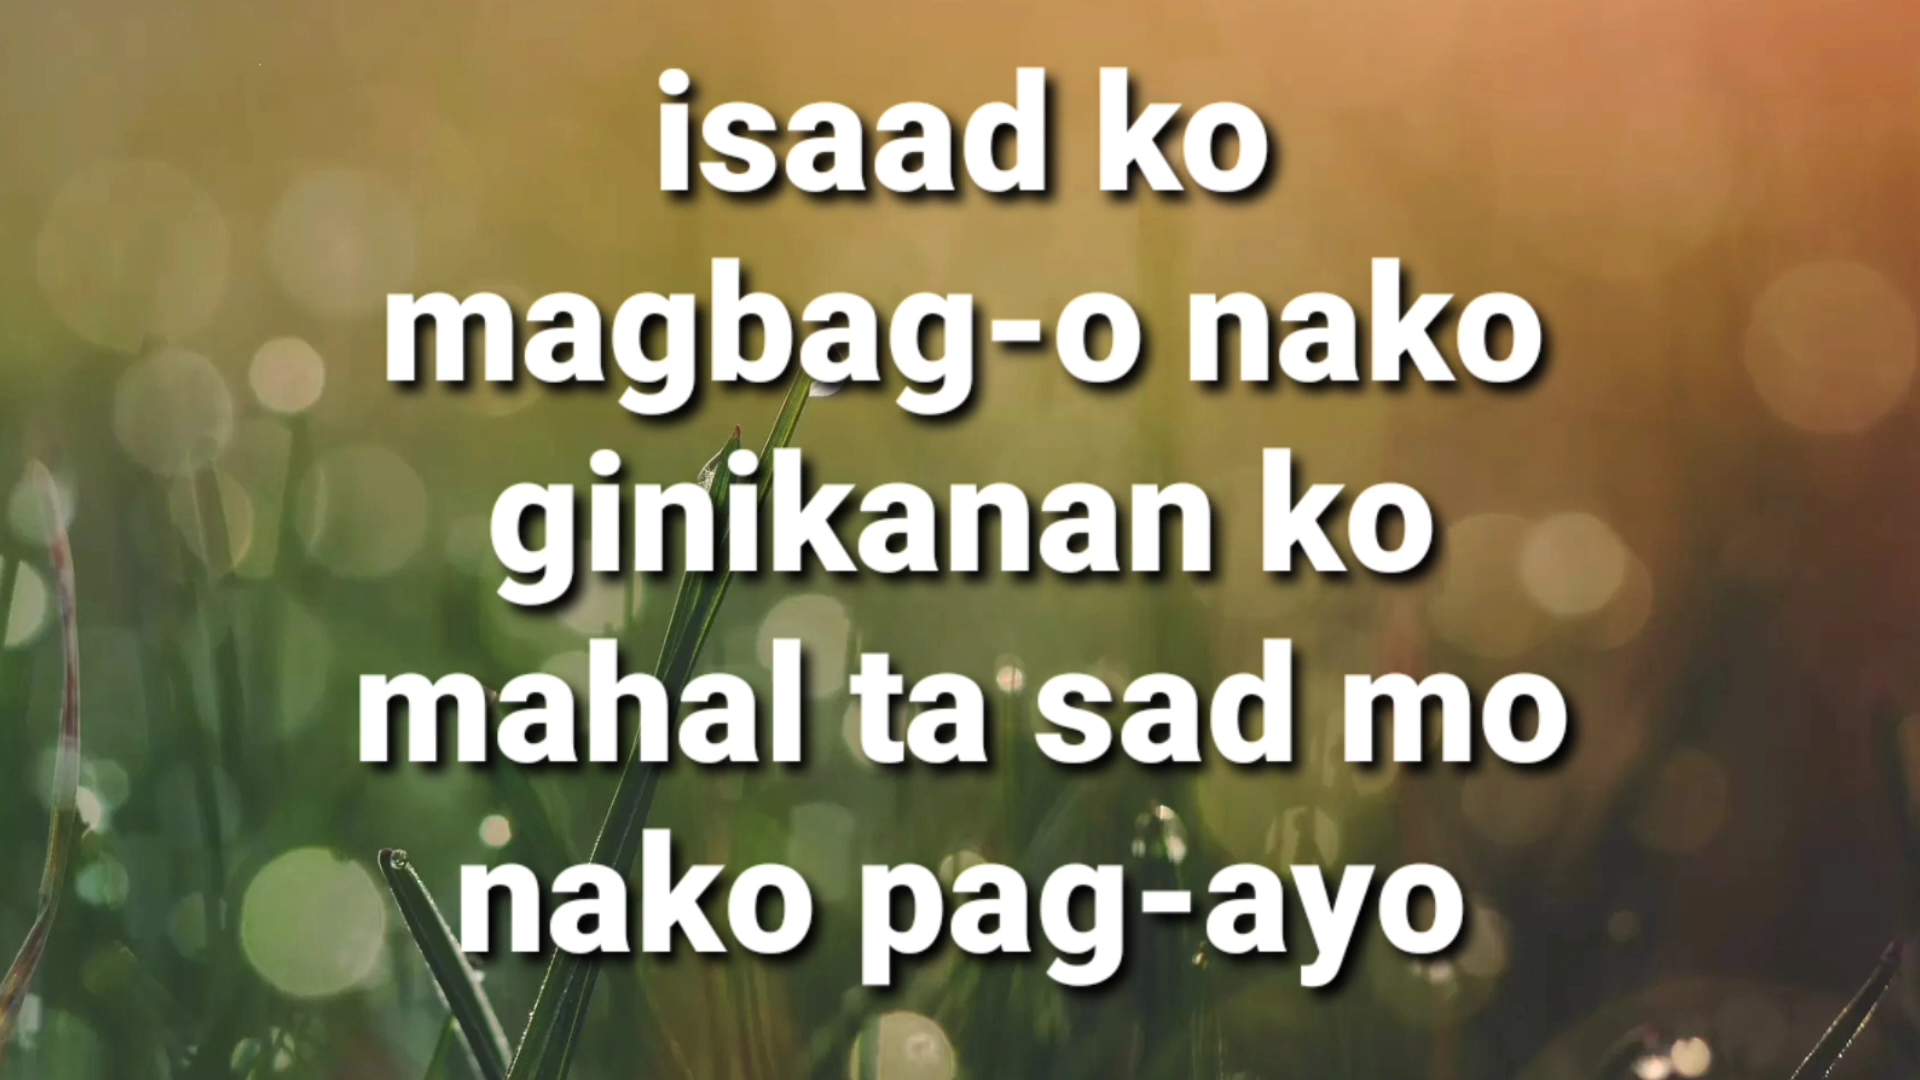 isaad ko
magbag-o nako
ginikanan ko
mahal ta sad mo
nako pag-ayo